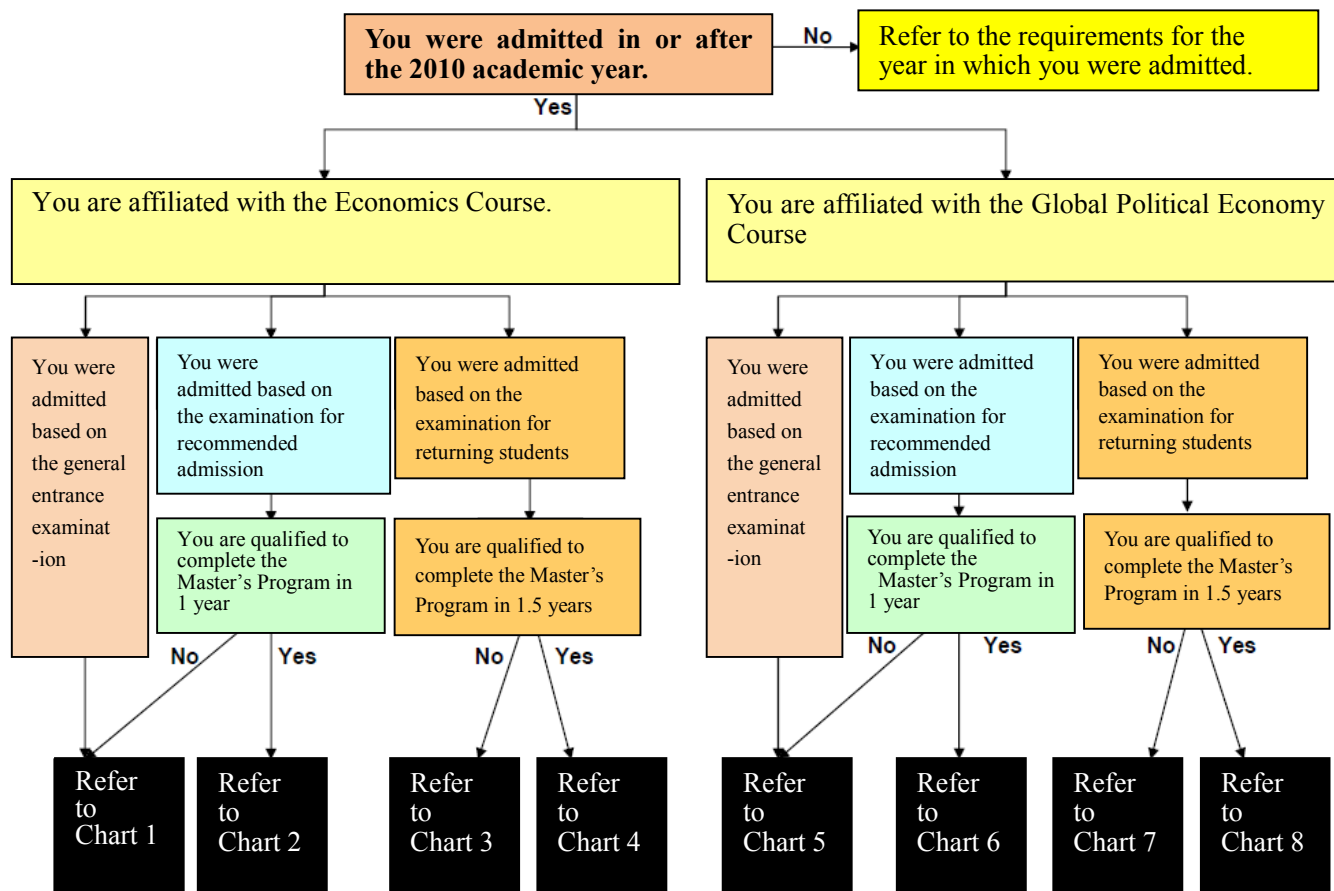 You were admitted in or after
the 2010 academic year.
No
Refer to the requirements for the
year in which you were admitted.
Yes
You are affiliated with the Economics Course.
You are affiliated with the Global Political Economy
Course
You were
admitted
based on
the general
entrance
examinat
-ion
You were
admitted based on
the examination for
recommended
admission
You were admitted
based on the
examination for
returning students
You were
admitted
based on
the general
entrance
examinat
-ion
You were admitted
based on the
examination for
recommended
admission
You were admitted
based on the
examination for
returning students
You are qualified to
complete the
Master’s Program in
1 year
You are qualified to
complete the Master’s
Program in 1.5 years
You are qualified to
complete the
Master’s Program in
1 year
You are qualified to
complete the Master’s
Program in 1.5 years
No
Yes
No
Yes
No
Yes
No
Yes
Refer
to
Chart 1
Refer
to
Chart 2
Refer
to
Chart 3
Refer
to
Chart 4
Refer
to
Chart 5
Refer
to
Chart 6
Refer
to
Chart 7
Refer
to
Chart 8